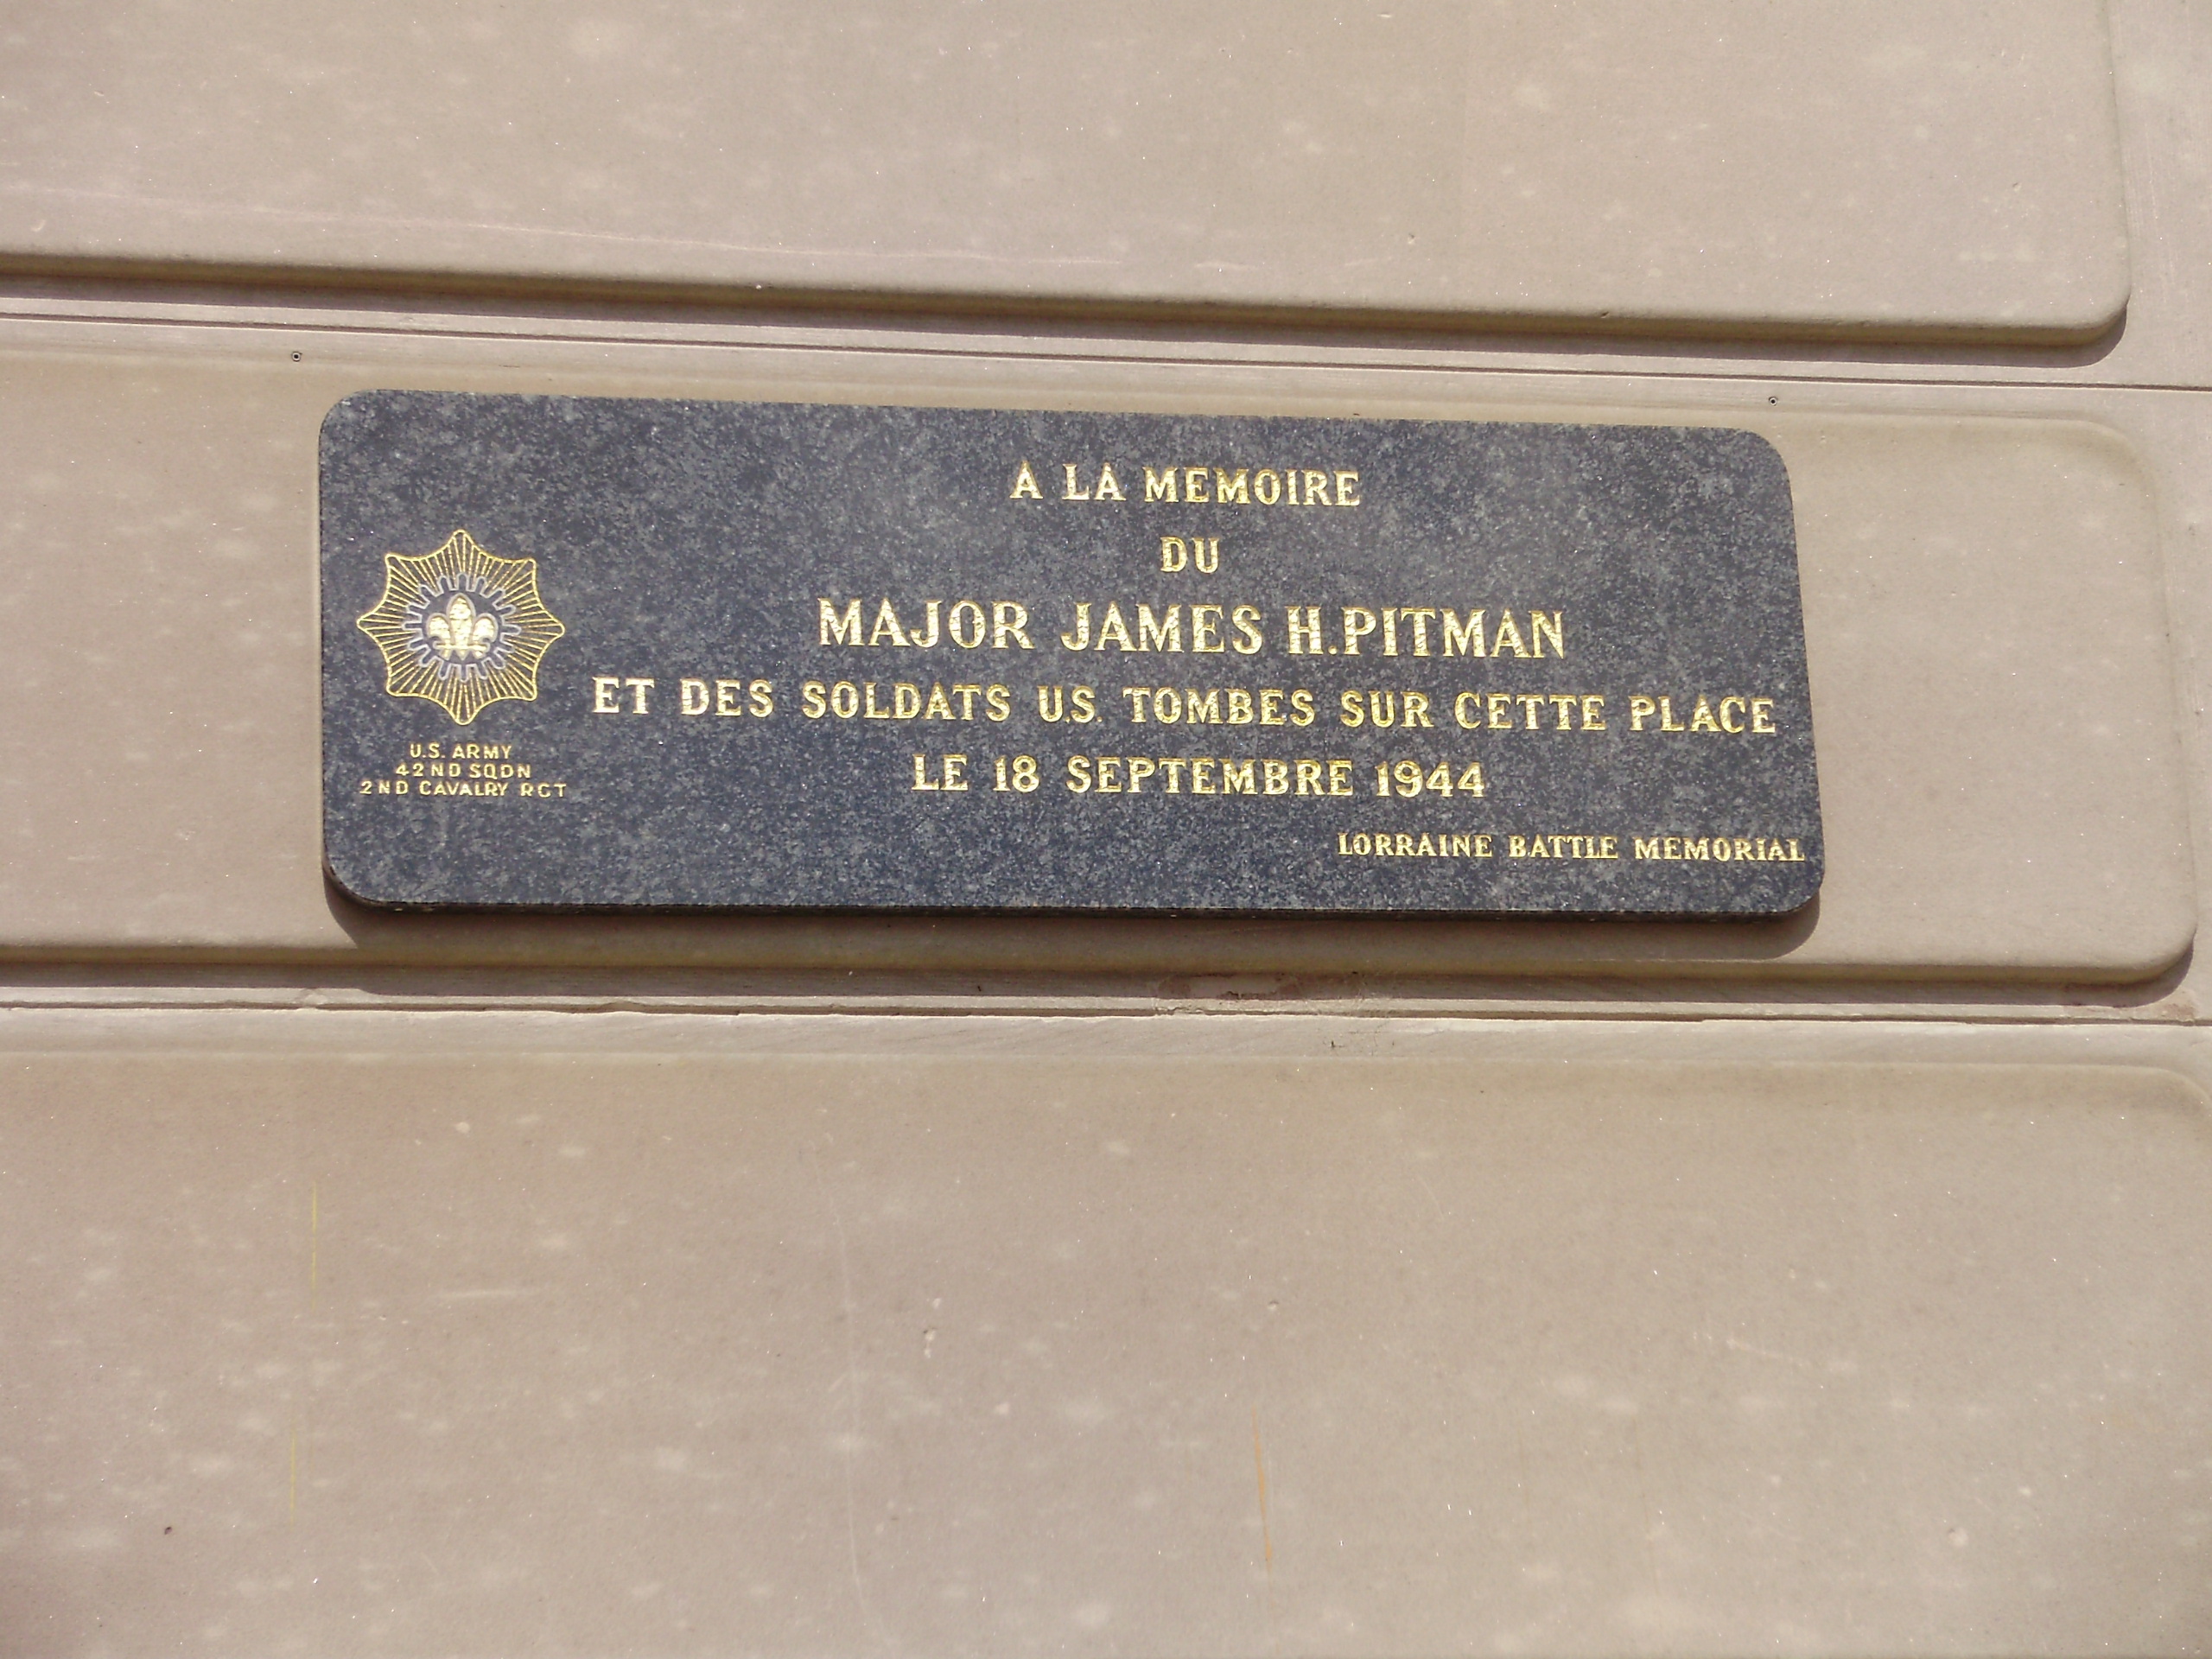 A LA MEMOIRE
DU
MAJOR JAMES H.PITMAN
ET DES SOLDATS U.S. TOMBES SUR CETTE PLACE
LE 18 SEPTEMBRE 1944
LORRAINE BATTLE MEMORIAL
U.S. ARMY
42ND SQDN
2ND CAVALRY RCT